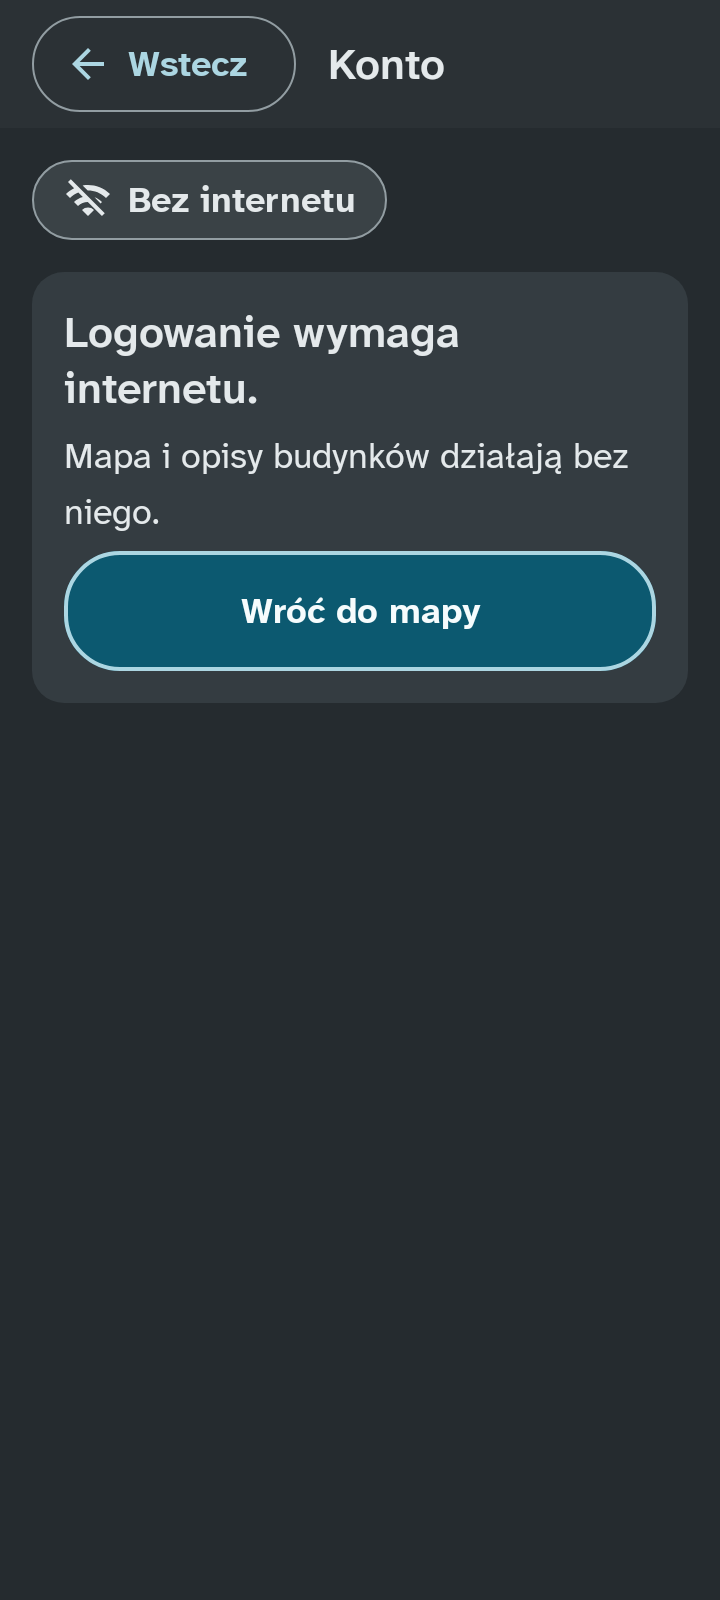 Wstecz
Konto
Bez internetu
Logowanie wymaga
internetu.
Mapa i opisy budynków działają bez
niego.
Wróć do mapy